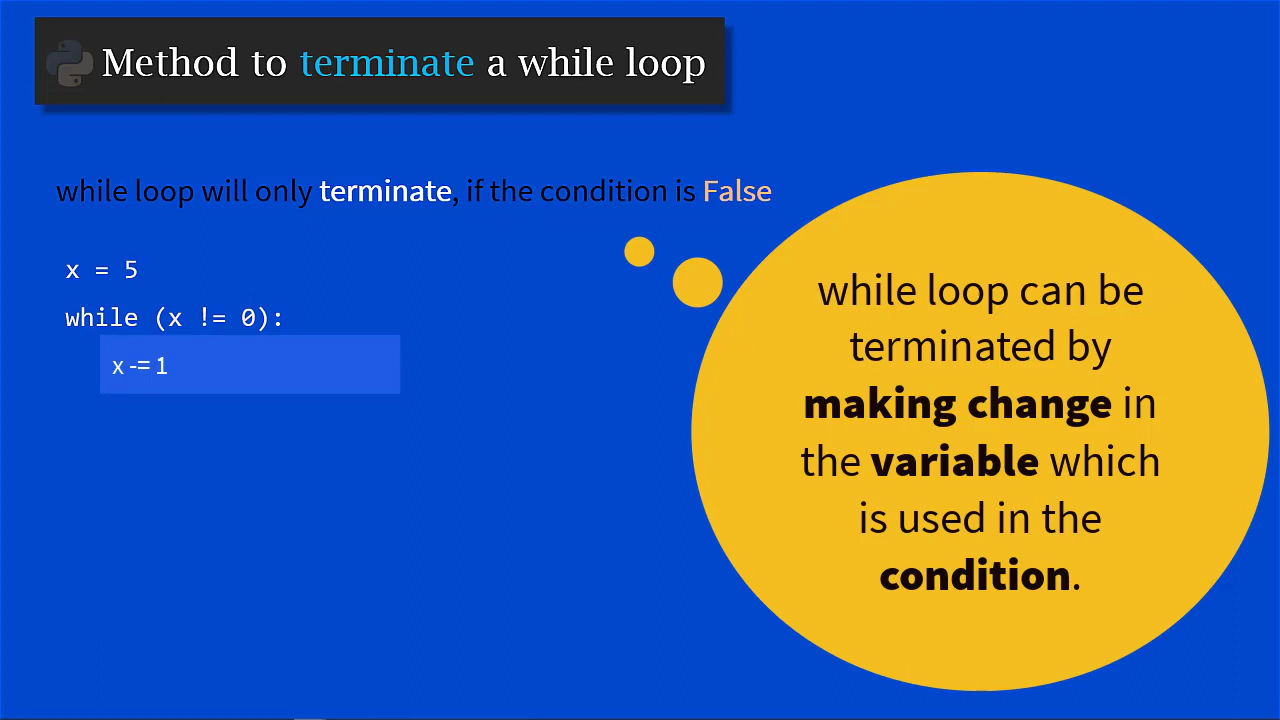 Method to terminate a while loop
while loop will only terminate, if the condition is False
x = 5
while (x != 0):
x -= 1
while loop can be
terminated by
making change in
the variable which
is used in the
condition.